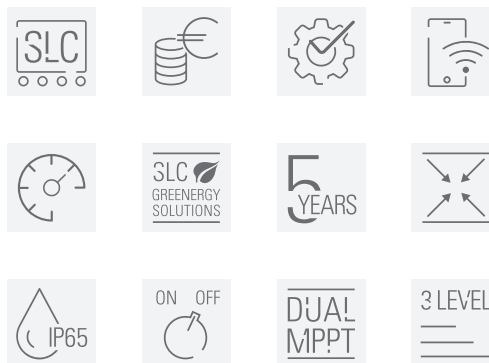 SLC
€
SLC
GREENERGY
SOLUTIONS
5
YEARS
IP65
ON OFF
DUAL
MPPT
3 LEVEL